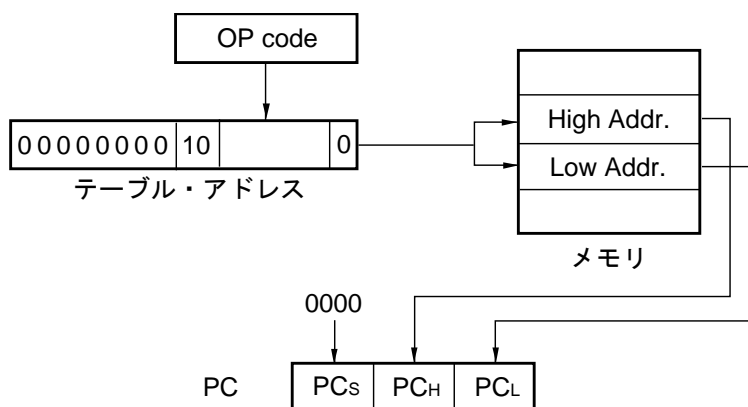 OP code
00000000 10 0
テーブル・アドレス
High Addr.
Low Addr.
メモリ
0000
PC PCS PCH PCL